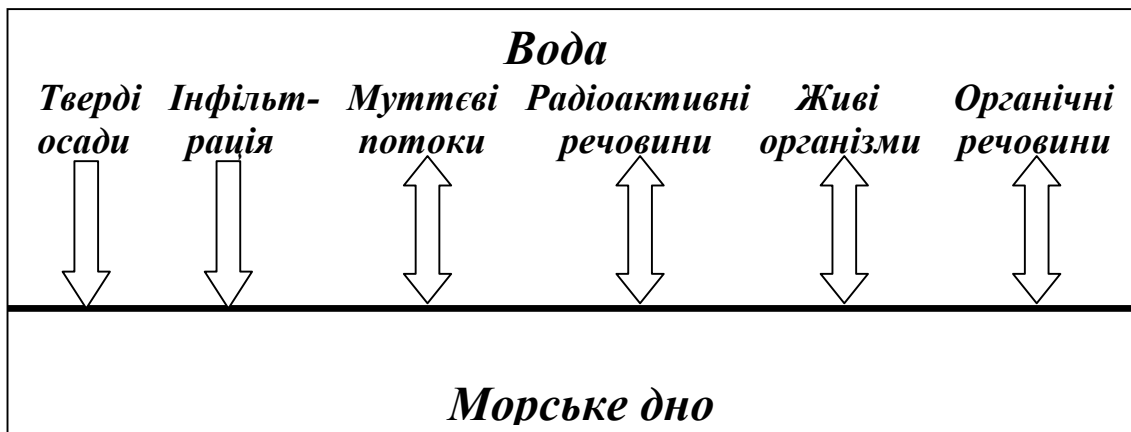 Вода
Тверді Інфільт- Муттєві Радіоактивні Живі Органічні
осади рація потоки речовини організми речовини
Морське дно